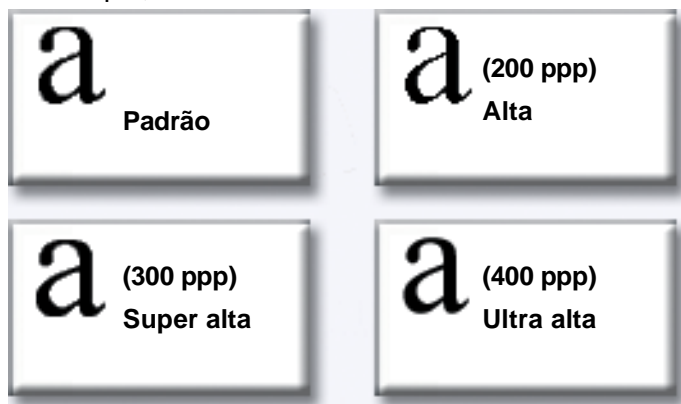 a
Padrão
a
(200 ppp)
Alta
a
(300 ppp)
Super alta
a
(400 ppp)
Ultra alta